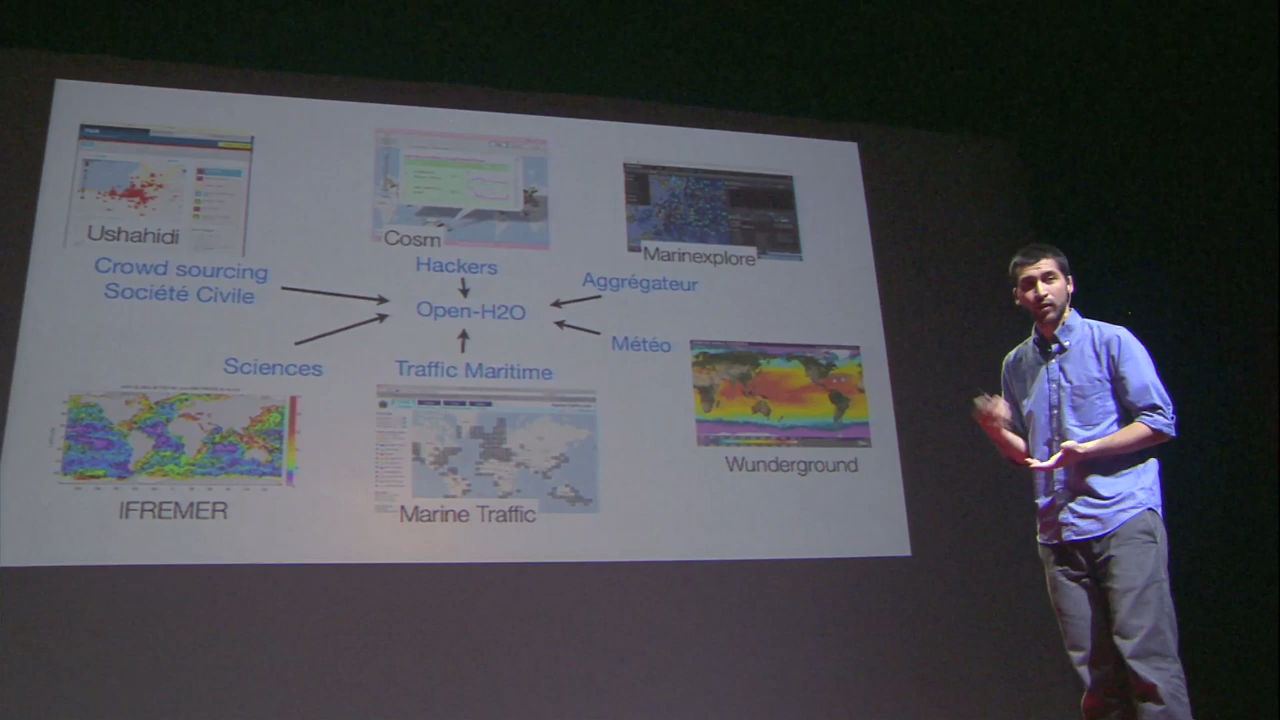 Ushahidi
Cosm
Marinexplore
Crowd sourcing
Société Civile
Hackers
Aggrégateur
Open-H2O
Météo
Sciences
Traffic Maritime
Wunderground
IFREMER
Marine Traffic